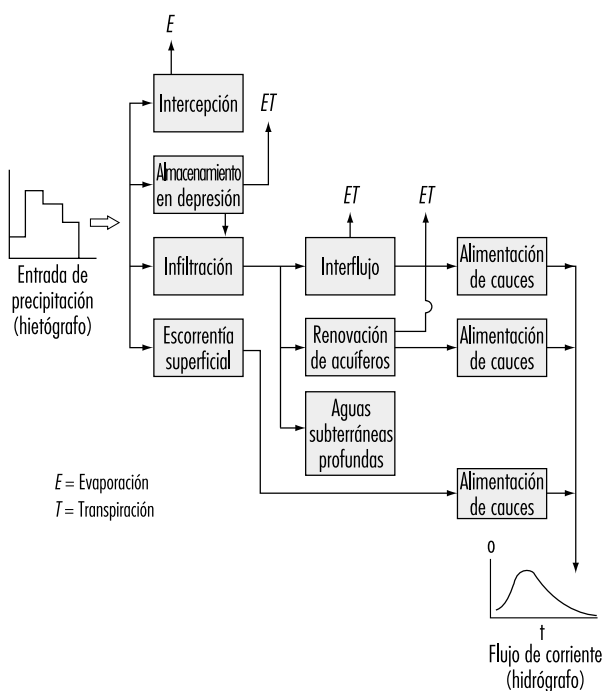 E
Intercepción
ET
Almacenamiento
en depresión
ET
ET
Entrada de
precipitación
(hietógrafo)
Infiltración
Interflujo
Alimentación
de cauces
Escorrentía
superficial
Renovación
de acuíferos
Alimentación
de cauces
Aguas
subterráneas
profundas
E = Evaporación
T = Transpiración
Alimentación
de cauces
0
t
Flujo de corriente
(hidrógrafo)